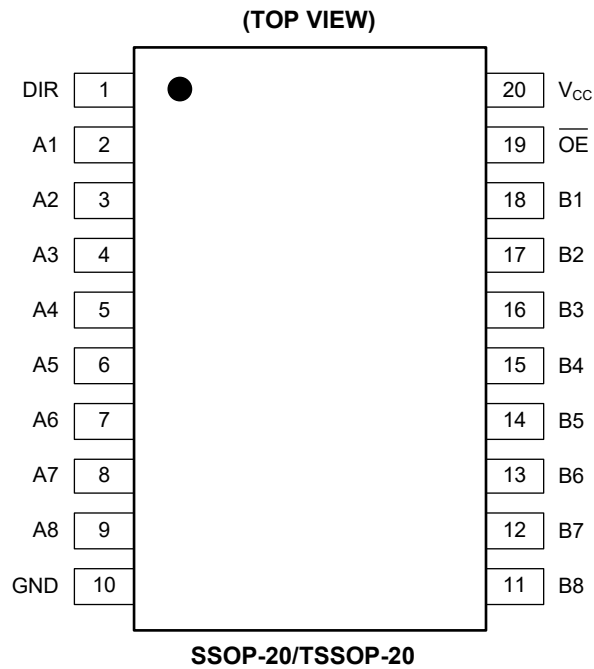 (TOP VIEW)
DIR 1 20 V_CC
A1 2 19 O̅E̅
A2 3 18 B1
A3 4 17 B2
A4 5 16 B3
A5 6 15 B4
A6 7 14 B5
A7 8 13 B6
A8 9 12 B7
GND 10 11 B8
SSOP-20/TSSOP-20